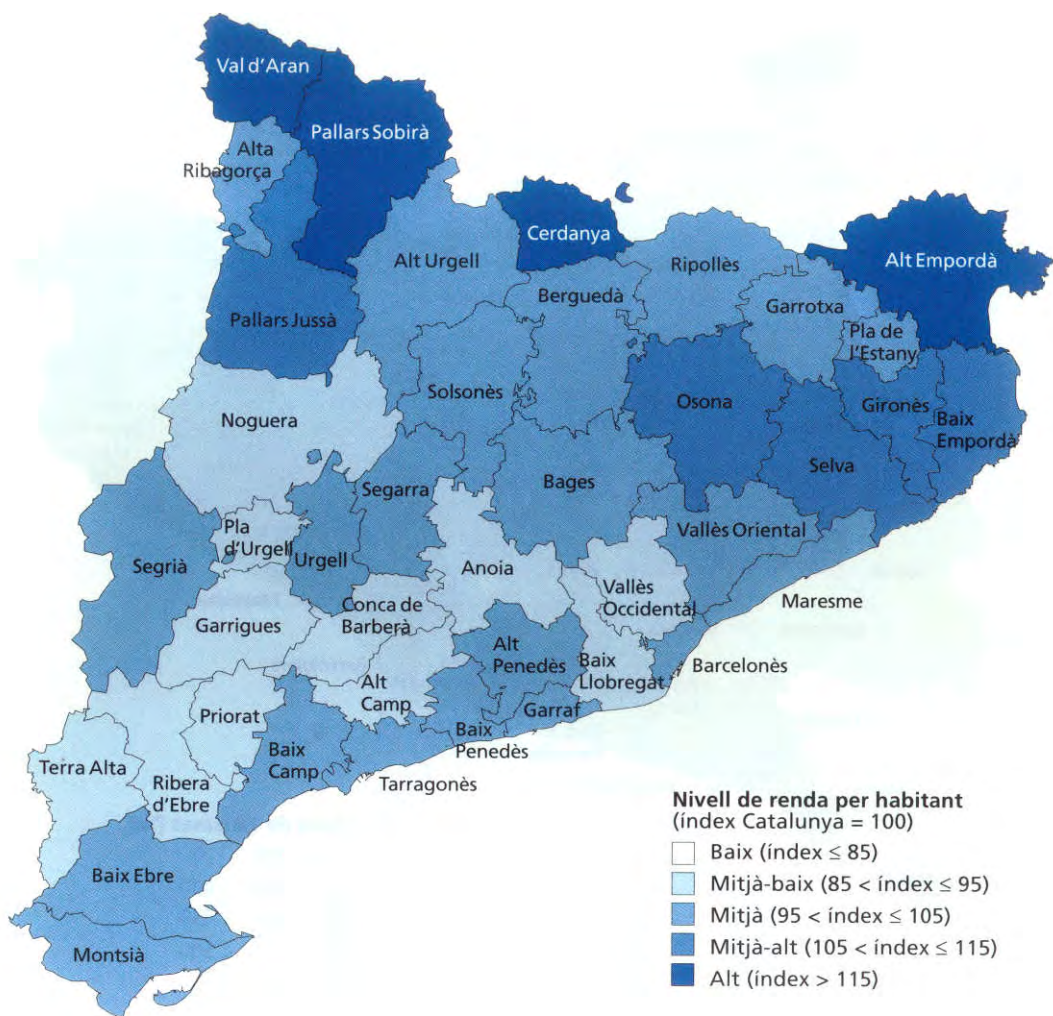 Val d'Aran
Pallars Sobirà
Alta
Ribagorça
Cerdanya
Alt Urgell
Ripollès
Alt Empordà
Berguedà
Garrotxa
Pla de
l'Estany
Pallars Jussà
Solsonès
Osona
Gironès
Baix
Empordà
Noguera
Selva
Segarra
Bages
Vallès Oriental
Pla
d'Urgell
Segrià
Urgell
Anoia
Vallès
Occidental
Maresme
Conca de
Barberà
Garrigues
Alt
Penedès
Baix
Llobregat
Barcelonès
Alt
Camp
Priorat
Garraf
Baix
Penedès
Terra Alta
Ribera
d'Ebre
Baix
Camp
Tarragonès
Baix Ebre
Montsià
Nivell de renda per habitant
(índex Catalunya = 100)
Baix (índex ≤ 85)
Mitjà-baix (85 < índex ≤ 95)
Mitjà (95 < índex ≤ 105)
Mitjà-alt (105 < índex ≤ 115)
Alt (índex > 115)